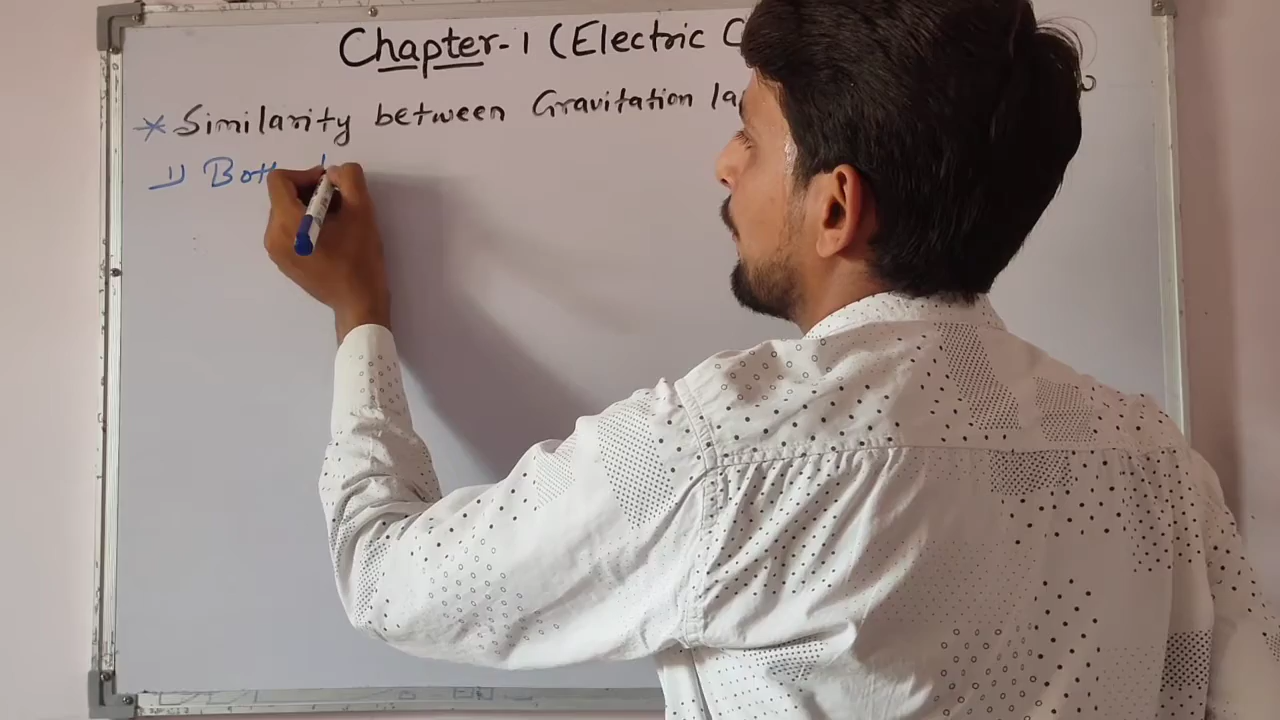 Chapter-1 (Electric C
* Similarity between Gravitation la
1) Both